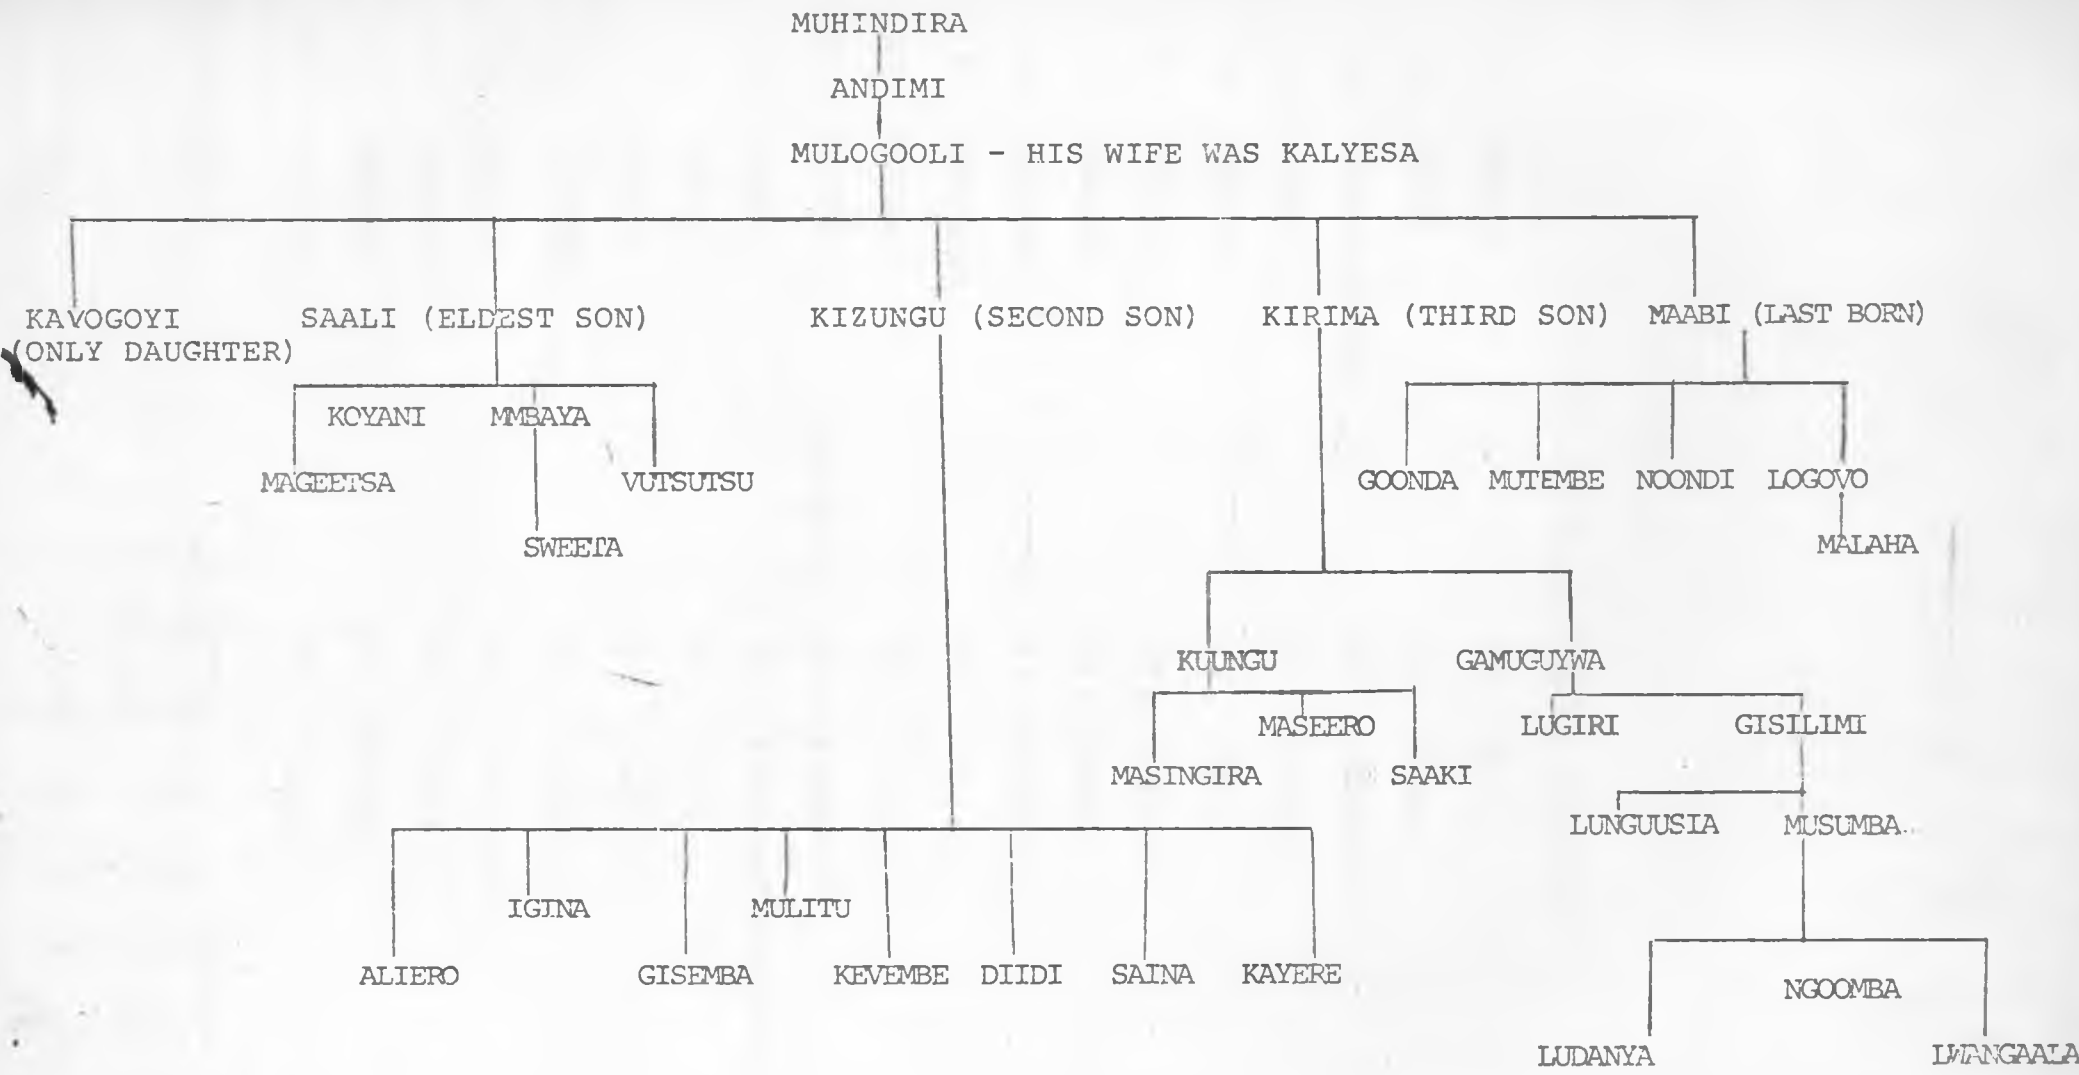 MUHINDIRA
ANDIMI
MULOGOOLI - HIS WIFE WAS KALYESA
KAVOGOYI
(ONLY DAUGHTER)
SAALI (ELDEST SON)
KIZUNGU (SECOND SON)
KIRIMA (THIRD SON)
MAABI (LAST BORN)
KOYANI
MMBAYA
MAGEETSA
VUTSUTSU
SWEETA
GOONDA
MUTEMBE
NOONDI
LOGOVO
MALAHA
KUUNGU
GAMUGUYWA
MASEERO
LUGIRI
GISILIMI
MASINGIRA
SAAKI
LUNGUUSIA
MUSUMBA
IGINA
MULITU
ALIERO
GISEMBA
KEVEMBE
DIIDI
SAINA
KAYERE
NGOOMBA
LUDANYA
LWANGAALA